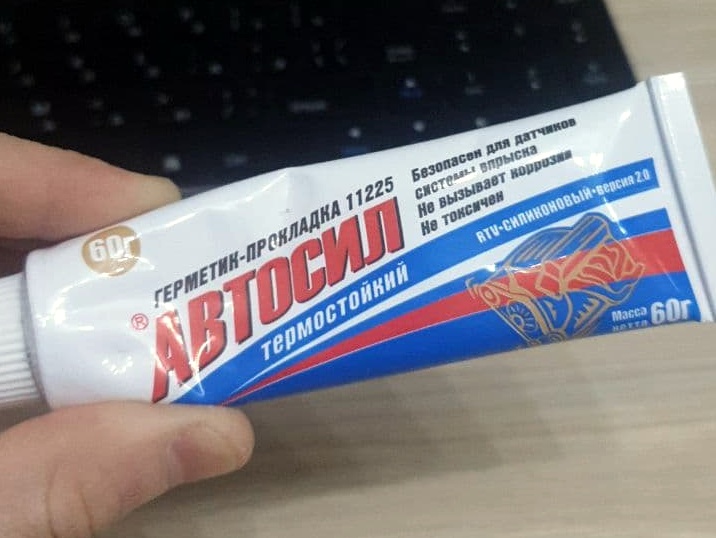 60г
ГЕРМЕТИК-ПРОКЛАДКА 11225
®
АВТОСИЛ
термостойкий
Безопасен для датчиков
системы впрыска
Не вызывает коррозии
Не токсичен
RTV•СИЛИКОНОВЫЙ•Версия 2.0
Масса
нетто 60г